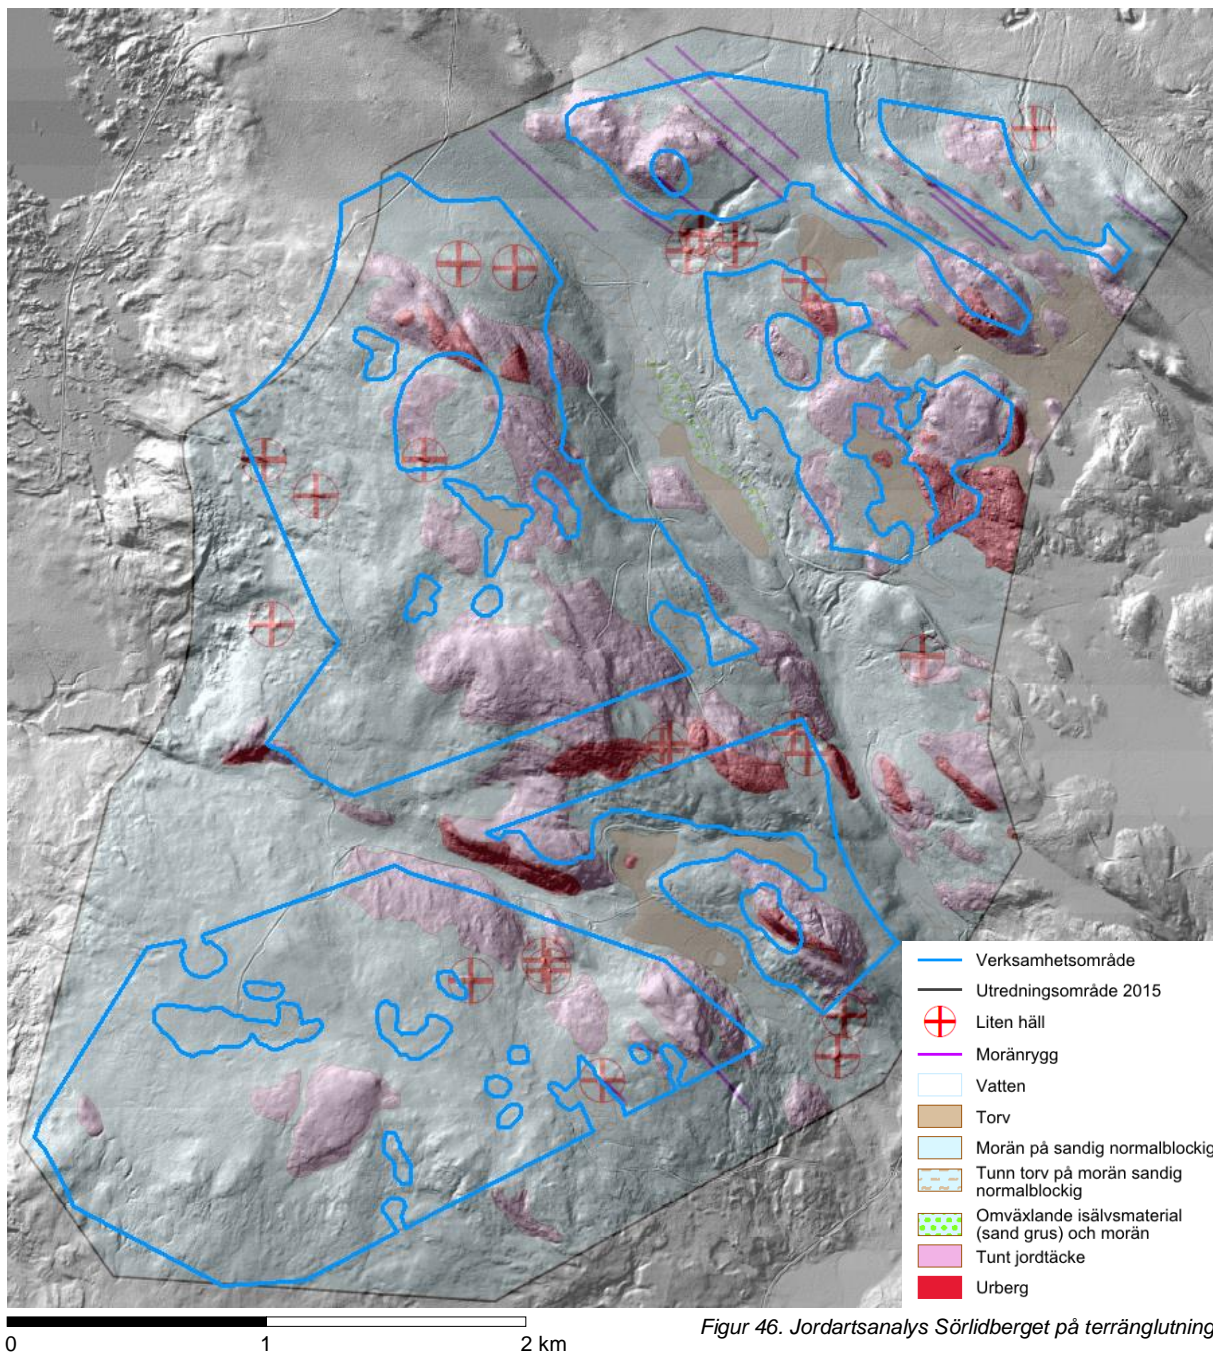 Verksamhetsområde
Utredningsområde 2015
Liten häll
Moränrygg
Vatten
Torv
Morän på sandig normalblockig
Tunn torv på morän sandig
normalblockig
Omväxlande isälvsmaterial
(sand grus) och morän
Tunt jordtäcke
Urberg
0 1 2 km
Figur 46. Jordartsanalys Sörlidberget på terränglutning